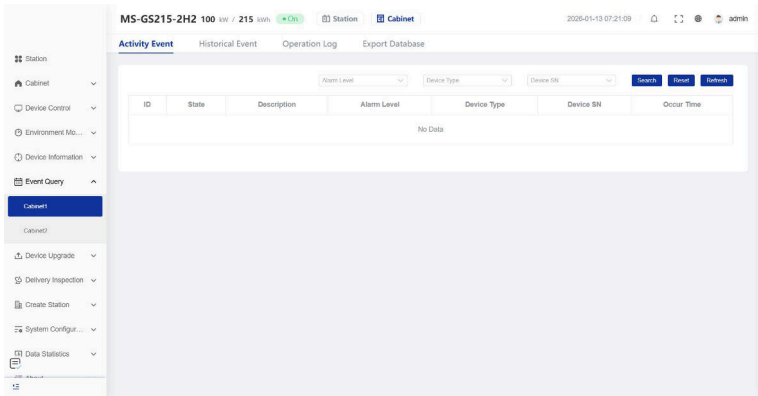 MS-GS215-2H2 100 kW / 215 kWh • On Station Cabinet 2026-01-13 07:21:09 admin
Activity Event Historical Event Operation Log Export Database
Station
Cabinet
Device Control
Environment Mo...
Device Information
Event Query
Cabinet1
Cabinet2
Device Upgrade
Delivery Inspection
Create Station
System Configur...
Data Statistics
Alarm Level Device Type Device SN Search Reset Refresh
ID State Description Alarm Level Device Type Device SN Occur Time
No Data